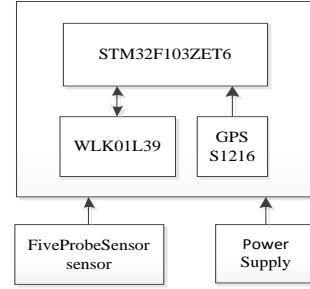 STM32F103ZET6
WLK01L39
GPS
S1216
FiveProbeSensor
sensor
Power
Supply